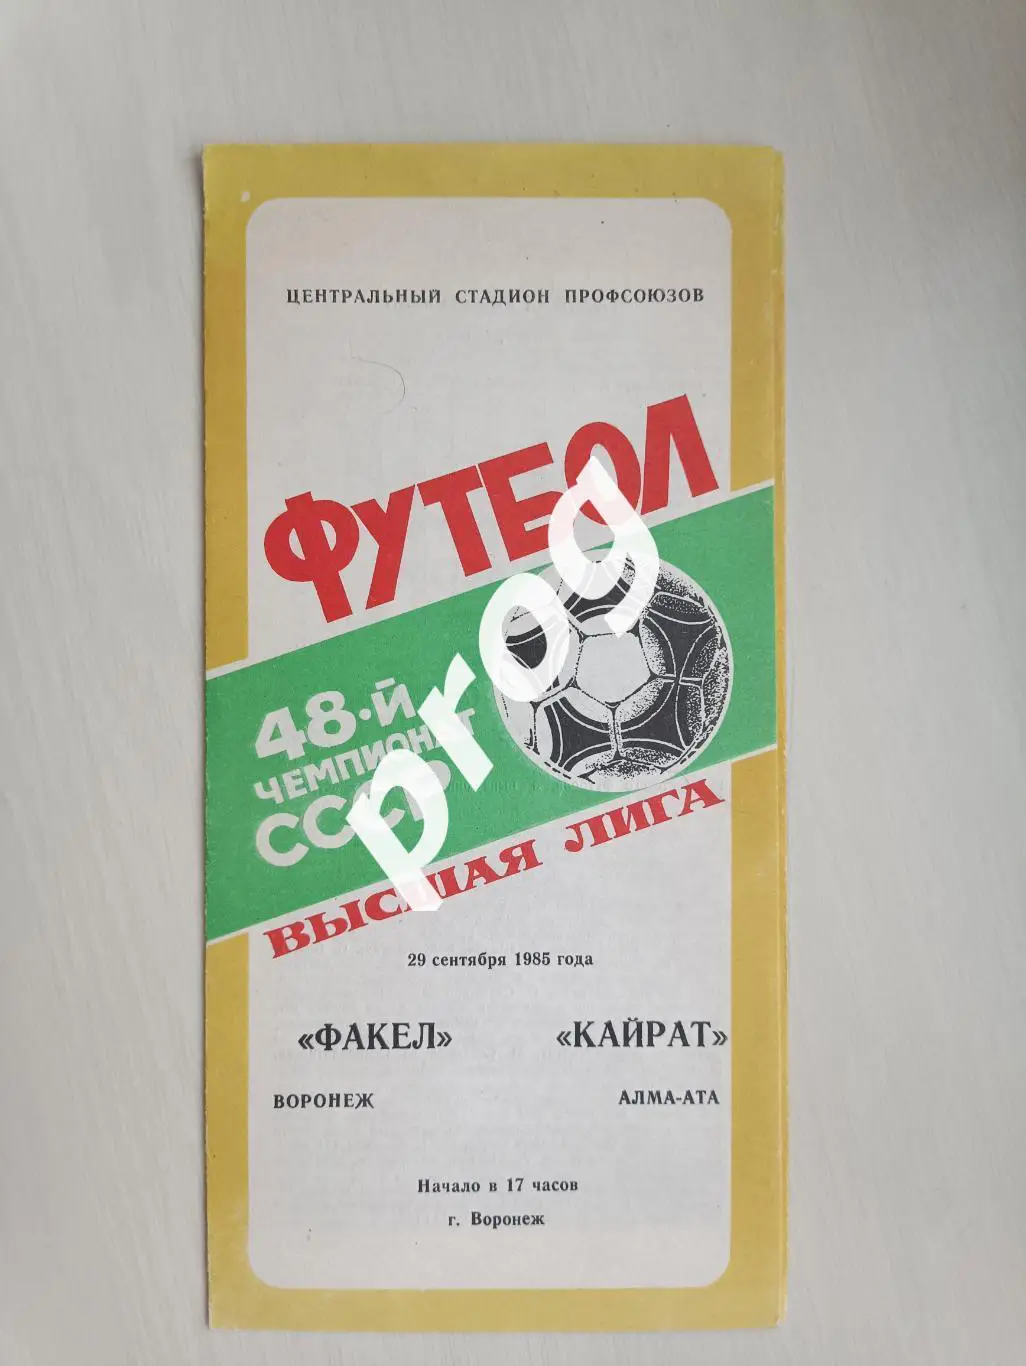 ЦЕНТРАЛЬНЫЙ СТАДИОН ПРОФСОЮЗОВ
ФУТБОЛ
48-Й
ЧЕМПИОНАТ
СССР
prog
ВЫСШАЯ ЛИГА
29 сентября 1985 года
«ФАКЕЛ» «КАЙРАТ»
ВОРОНЕЖ АЛМА-АТА
Начало в 17 часов
г. Воронеж